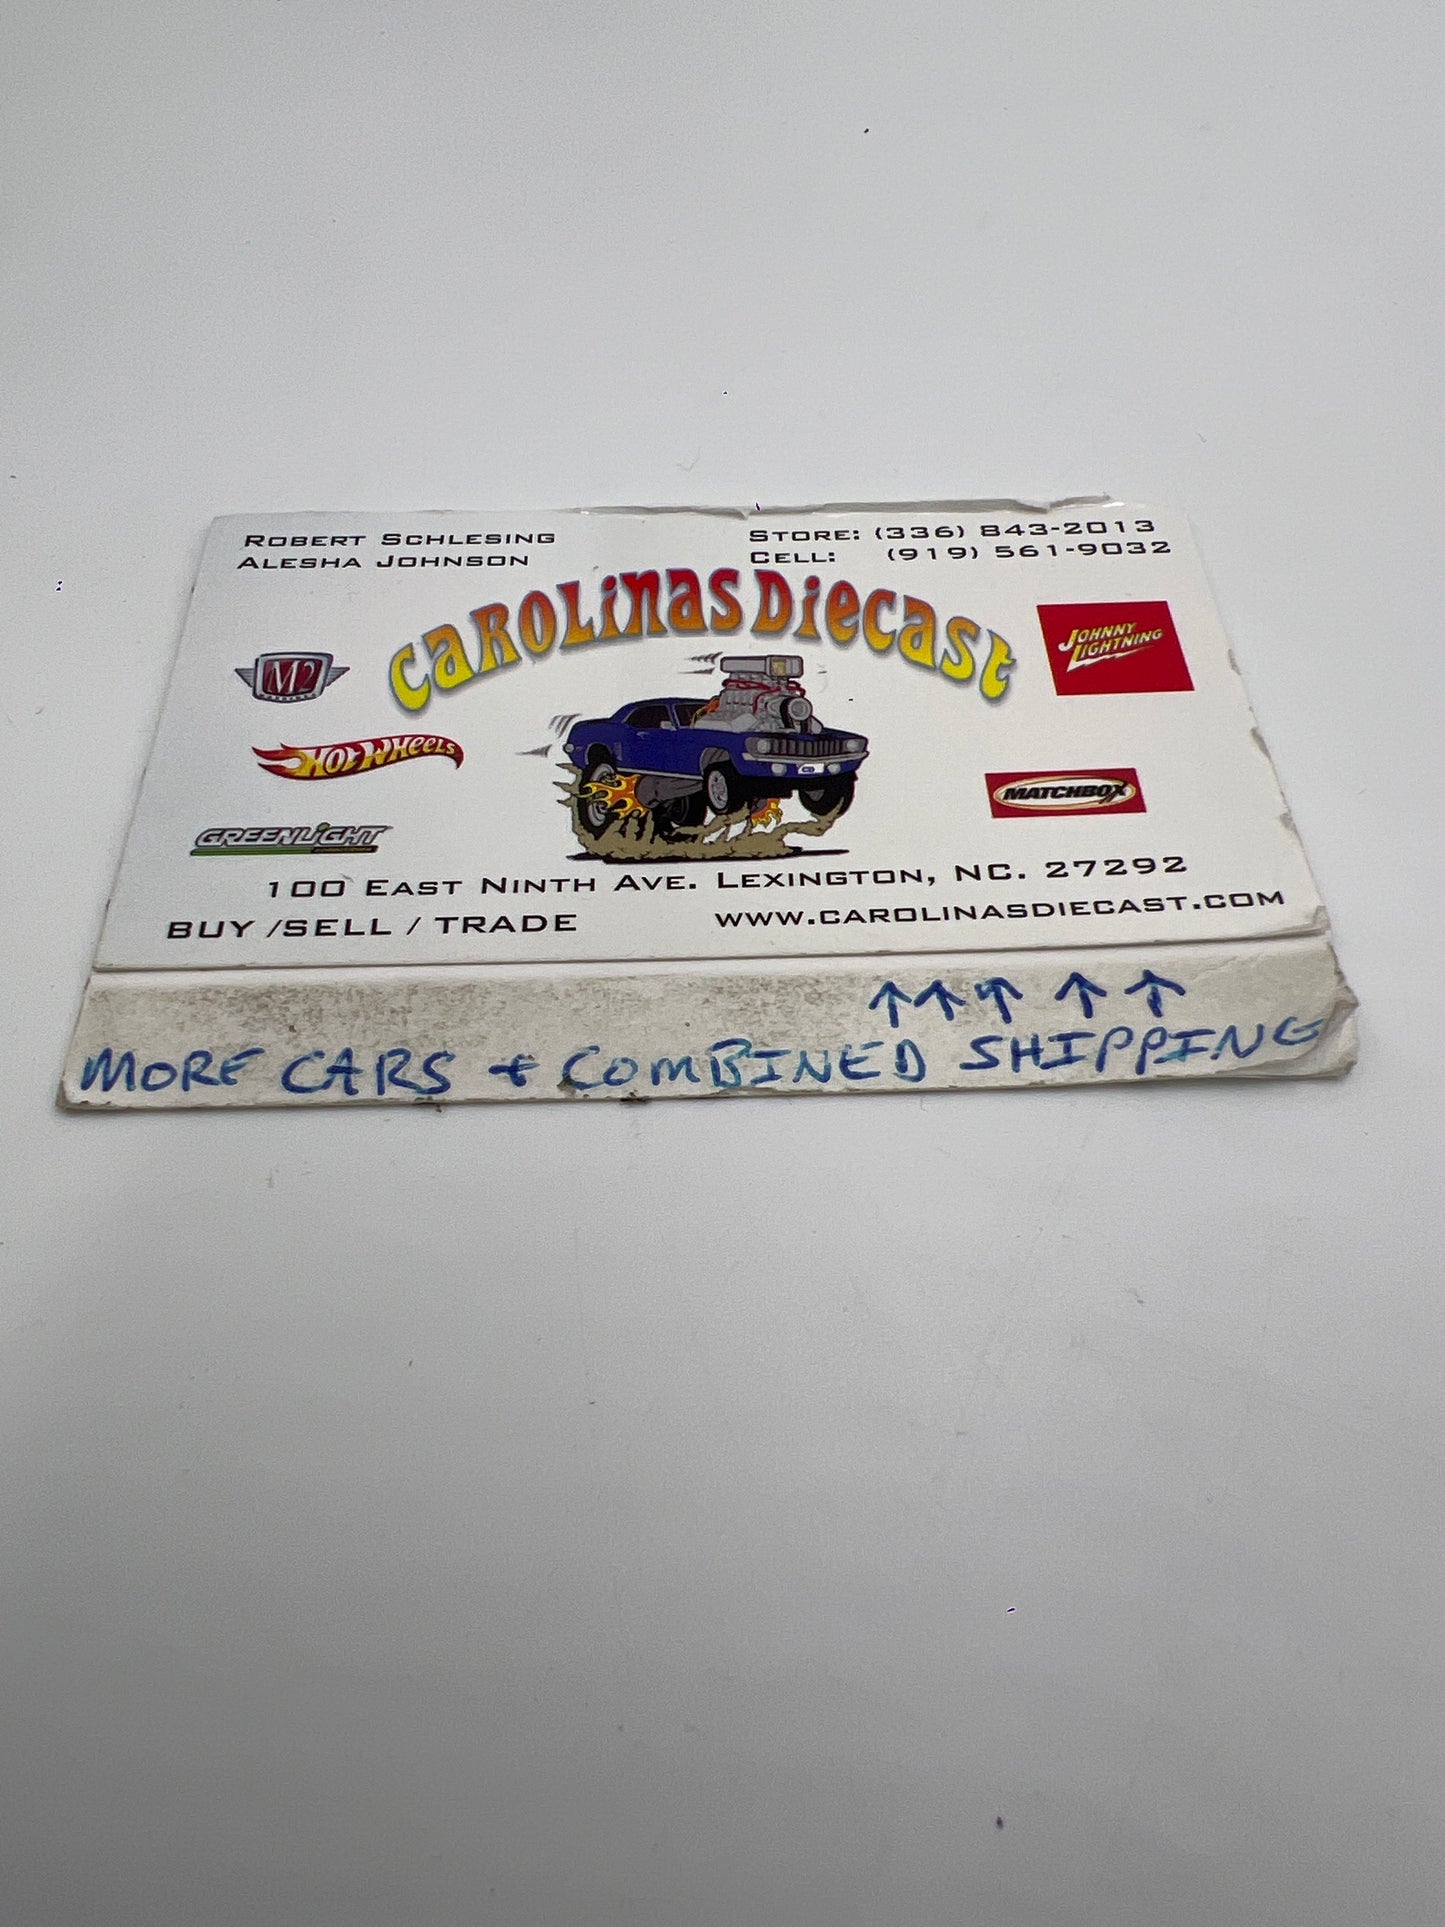 ROBERT SCHLESING
ALESHA JOHNSON
STORE: (336) 843-2013
CELL: (919) 561-9032
CAROLiNAS DiECAST
M2
JOHNNY
LIGHTNING
HOT WHEELS
MATCHBOX
GREENLiGHT
100 EAST NINTH AVE. LEXINGTON, NC. 27292
BUY /SELL / TRADE
WWW.CAROLINASDIECAST.COM
↑↑↑↑↑
MORE CARS + COMBINED SHIPPING